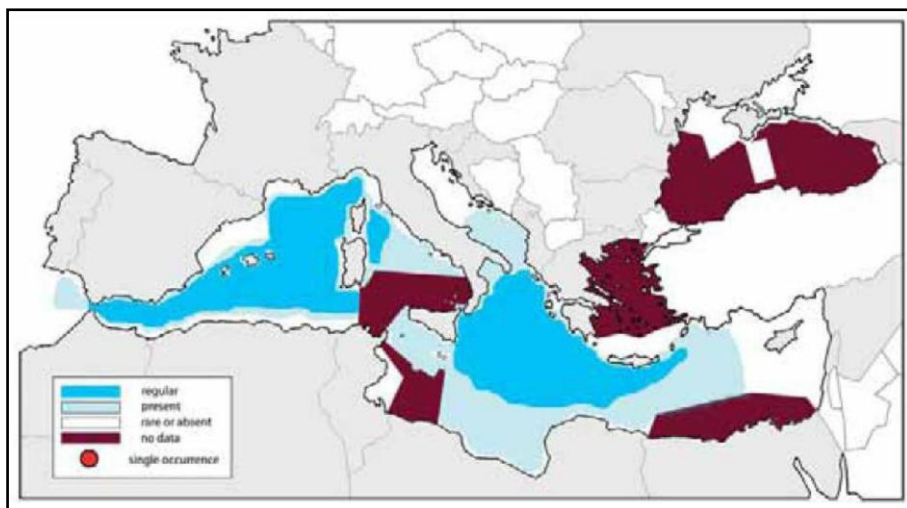 regular
present
rare or absent
no data
single occurrence